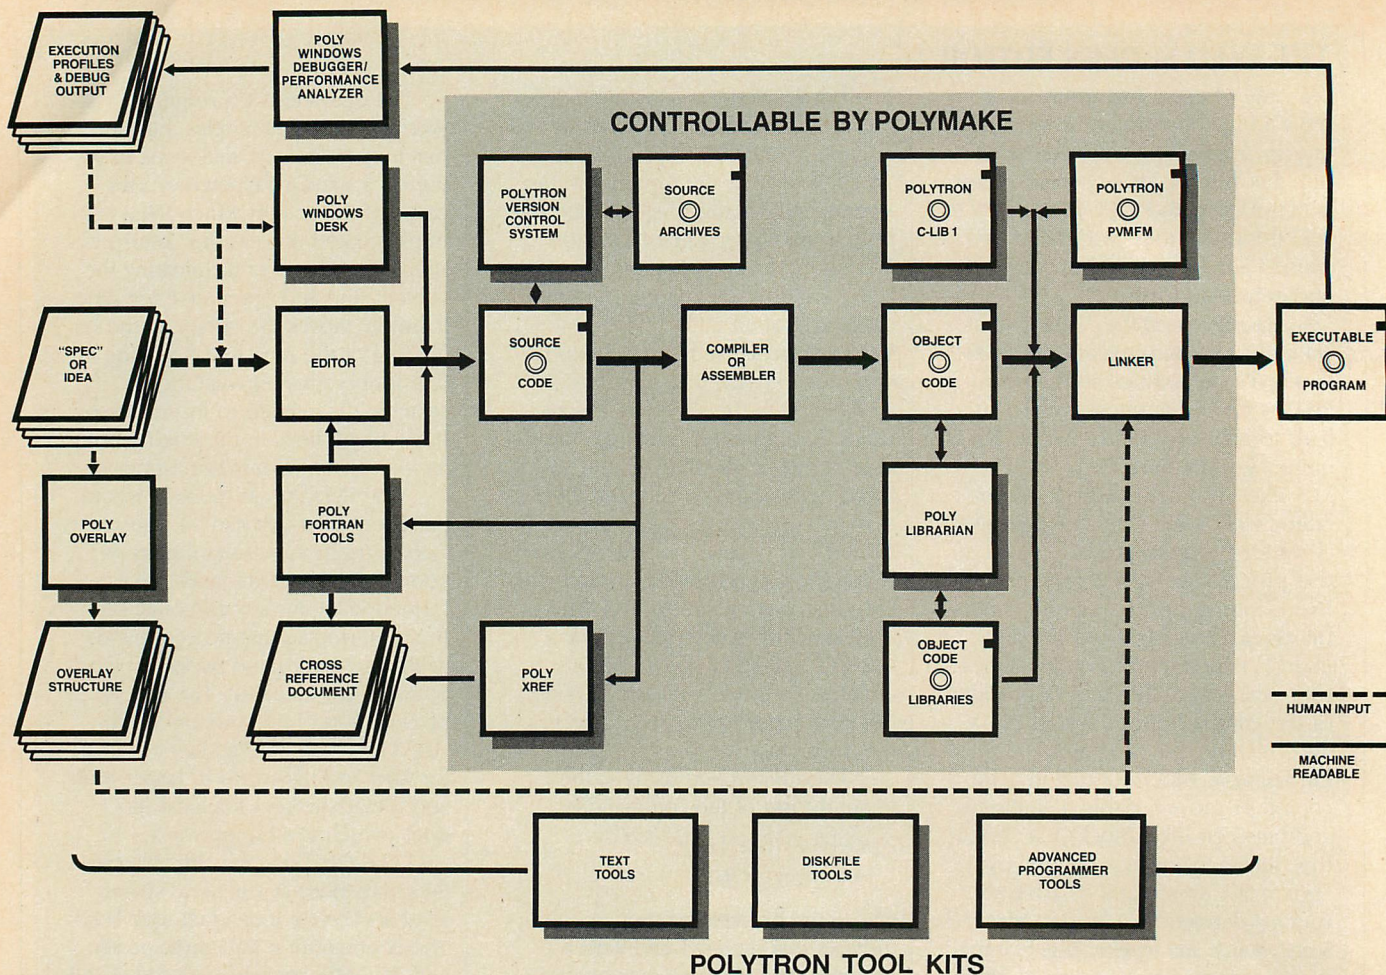 EXECUTION
PROFILES
& DEBUG
OUTPUT
POLY
WINDOWS
DEBUGGER/
PERFORMANCE
ANALYZER
CONTROLLABLE BY POLYMAKE
POLY
WINDOWS
DESK
POLYTRON
VERSION
CONTROL
SYSTEM
SOURCE
ARCHIVES
POLYTRON
C-LIB 1
POLYTRON
PVMFM
"SPEC"
OR
IDEA
EDITOR
SOURCE
CODE
COMPILER
OR
ASSEMBLER
OBJECT
CODE
LINKER
EXECUTABLE
PROGRAM
POLY
OVERLAY
POLY
FORTRAN
TOOLS
POLY
LIBRARIAN
OVERLAY
STRUCTURE
CROSS
REFERENCE
DOCUMENT
POLY
XREF
OBJECT
CODE
LIBRARIES
HUMAN INPUT
MACHINE
READABLE
TEXT
TOOLS
DISK/FILE
TOOLS
ADVANCED
PROGRAMMER
TOOLS
POLYTRON TOOL KITS